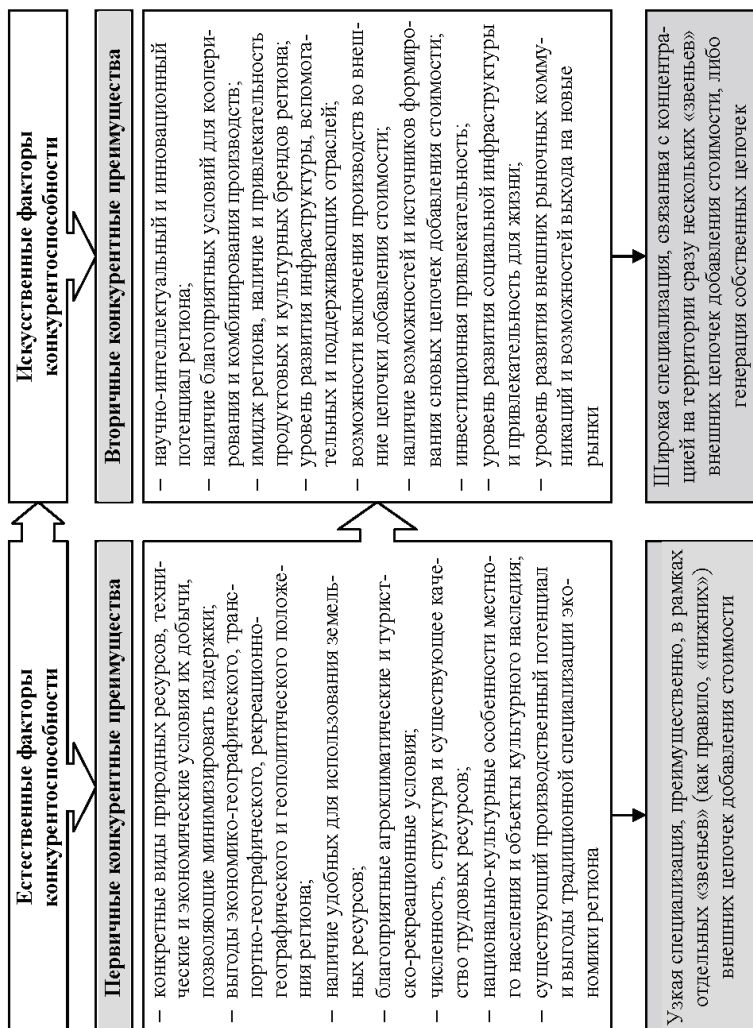 Естественные факторы
конкурентоспособности
Первичные конкурентные преимущества
– конкретные виды природных ресурсов, техни-
ческие и экономические условия их добычи,
позволяющие минимизировать издержки;
– выгоды экономико-географического, транс-
портно-географического, рекреационно-
географического и геополитического положе-
ния региона;
– наличие удобных для использования земель-
ных ресурсов;
– благоприятные агроклиматические и турист-
ско-рекреационные условия;
– численность, структура и существующее каче-
ство трудовых ресурсов;
– национально-культурные особенности местно-
го населения и объекты культурного наследия;
– существующий производственный потенциал
и выгоды традиционной специализации эко-
номики региона
Узкая специализация, преимущественно, в рамках
отдельных «звеньев» (как правило, «нижних»)
внешних цепочек добавления стоимости
Искусственные факторы
конкурентоспособности
Вторичные конкурентные преимущества
– научно-интеллектуальный и инновационный
потенциал региона;
– наличие благоприятных условий для коопери-
рования и комбинирования производств;
– имидж региона, наличие и привлекательность
продуктовых и культурных брендов региона;
– уровень развития инфраструктуры, вспомога-
тельных и поддерживающих отраслей;
– возможности включения производств во внеш-
ние цепочки добавления стоимости;
– наличие возможностей и источников формиро-
вания сновых цепочек добавления стоимости;
– инвестиционная привлекательность;
– уровень развития социальной инфраструктуры
и привлекательность для жизни;
– уровень развития внешних рыночных комму-
никаций и возможностей выхода на новые
рынки
Широкая специализация, связанная с концентра-
цией на территории сразу нескольких «звеньев»
внешних цепочек добавления стоимости, либо
генерация собственных цепочек